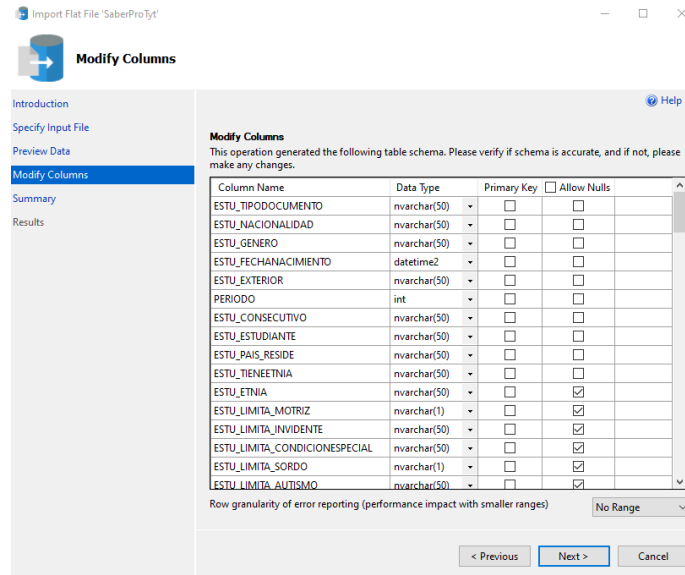 Import Flat File 'SaberProTyt'
Modify Columns
Introduction
Specify Input File
Preview Data
Modify Columns
Summary
Results
Help
Modify Columns
This operation generated the following table schema. Please verify if schema is accurate, and if not, please
make any changes.
Column Name Data Type Primary Key Allow Nulls
ESTU_TIPODOCUMENTO nvarchar(50)
ESTU_NACIONALIDAD nvarchar(50)
ESTU_GENERO nvarchar(50)
ESTU_FECHANACIMIENTO datetime2
ESTU_EXTERIOR nvarchar(50)
PERIODO int
ESTU_CONSECUTIVO nvarchar(50)
ESTU_ESTUDIANTE nvarchar(50)
ESTU_PAIS_RESIDE nvarchar(50)
ESTU_TIENEETNIA nvarchar(50)
ESTU_ETNIA nvarchar(50)
ESTU_LIMITA_MOTRIZ nvarchar(1)
ESTU_LIMITA_INVIDENTE nvarchar(50)
ESTU_LIMITA_CONDICIONESPECIAL nvarchar(50)
ESTU_LIMITA_SORDO nvarchar(1)
ESTU_LIMITA_AUTISMO nvarchar(50)
Row granularity of error reporting (performance impact with smaller ranges) No Range
< Previous Next > Cancel